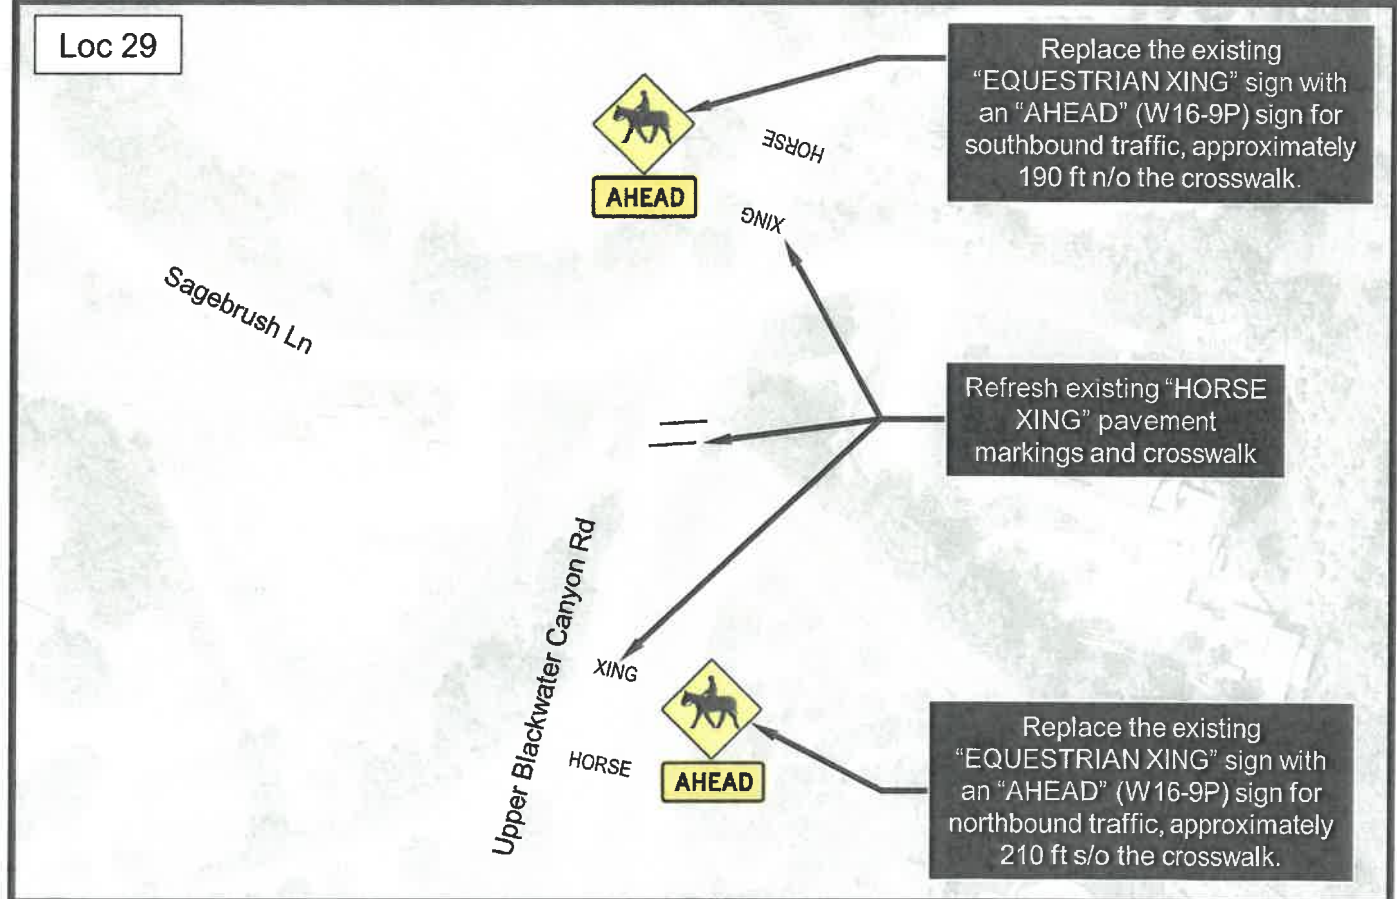 Loc 29
Replace the existing
“EQUESTRIAN XING” sign with
an “AHEAD” (W16-9P) sign for
southbound traffic, approximately
190 ft n/o the crosswalk.
HORSE
AHEAD
XING
Sagebrush Ln
Refresh existing “HORSE
XING” pavement
markings and crosswalk
Upper Blackwater Canyon Rd
XING
HORSE
AHEAD
Replace the existing
“EQUESTRIAN XING” sign with
an “AHEAD” (W16-9P) sign for
northbound traffic, approximately
210 ft s/o the crosswalk.